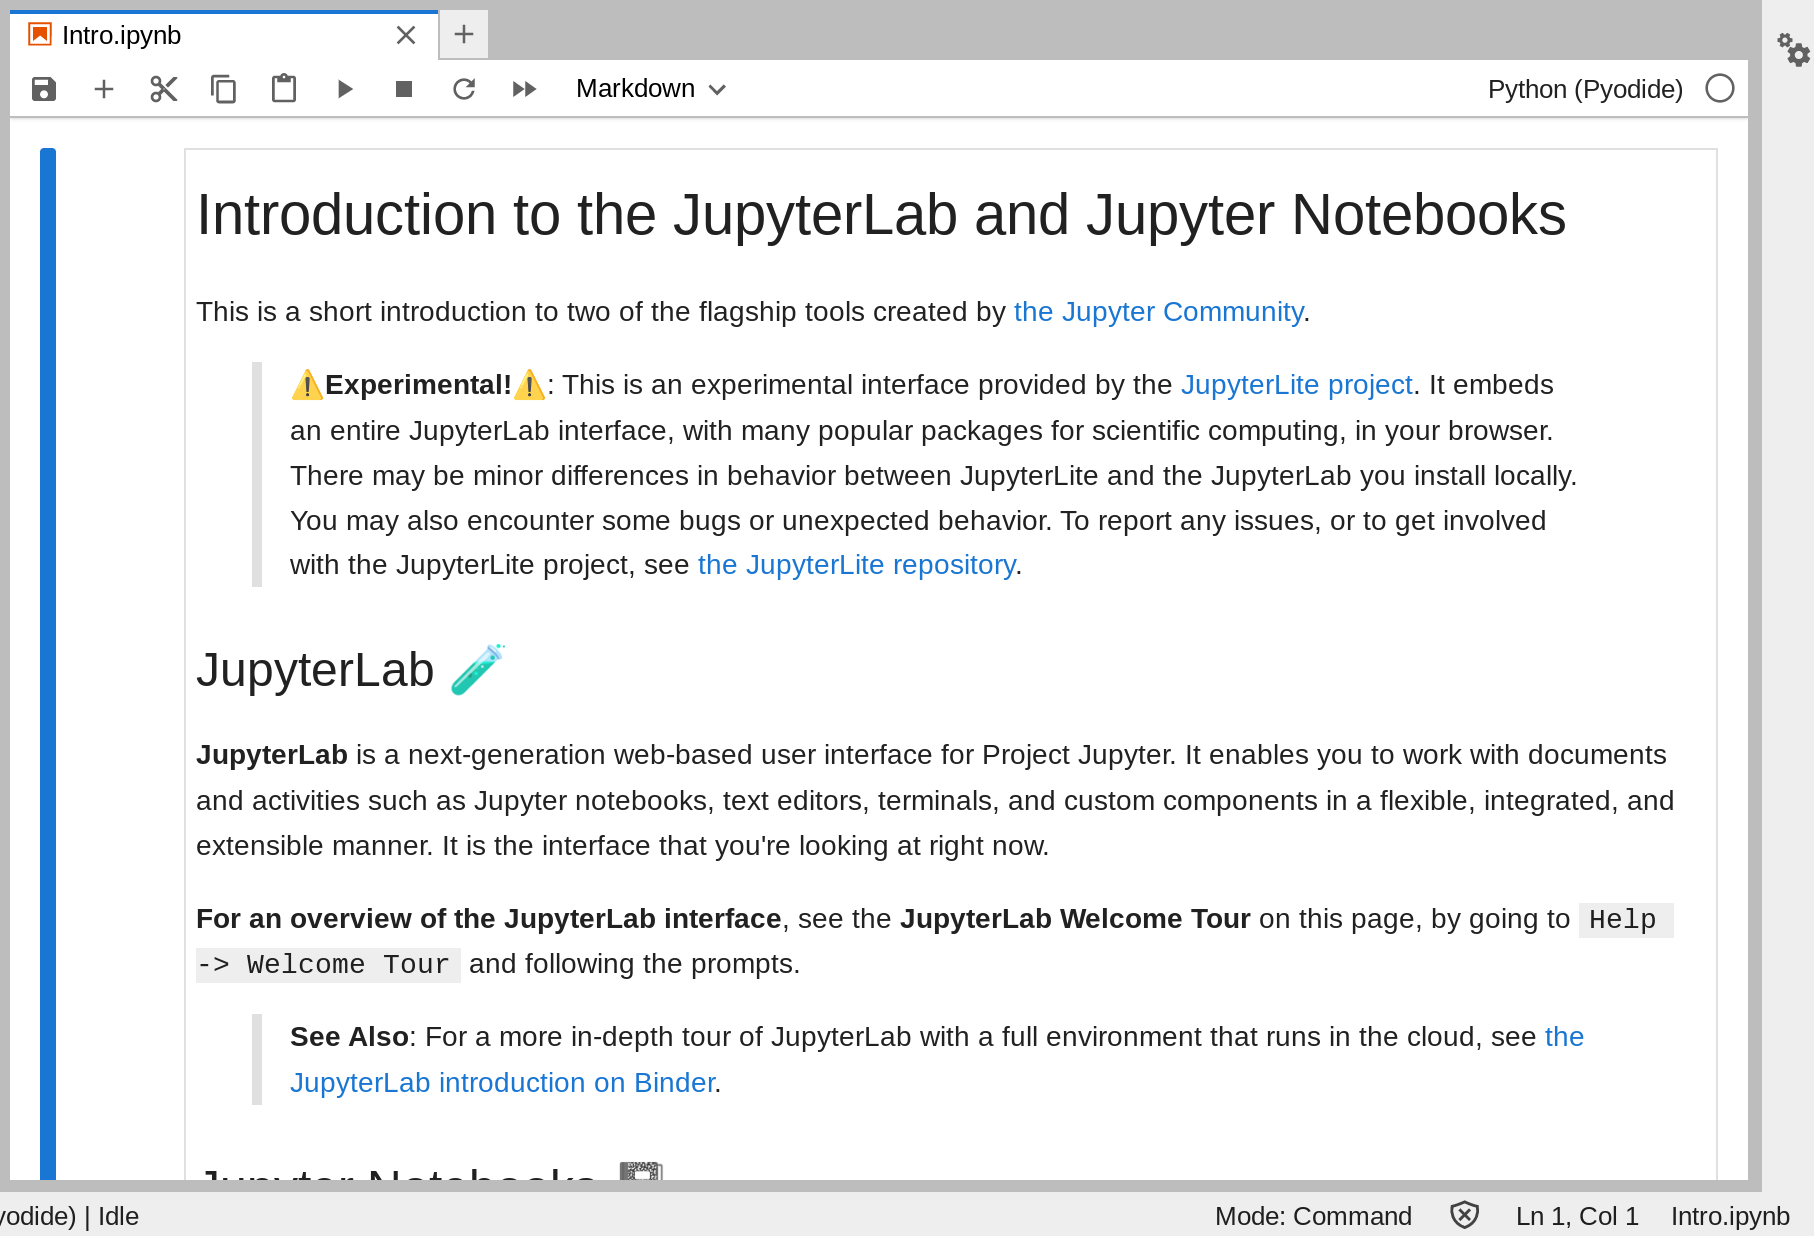 Intro.ipynb
Markdown
Python (Pyodide)
Introduction to the JupyterLab and Jupyter Notebooks
This is a short introduction to two of the flagship tools created by the Jupyter Community.
⚠️Experimental!⚠️: This is an experimental interface provided by the JupyterLite project. It embeds
an entire JupyterLab interface, with many popular packages for scientific computing, in your browser.
There may be minor differences in behavior between JupyterLite and the JupyterLab you install locally.
You may also encounter some bugs or unexpected behavior. To report any issues, or to get involved
with the JupyterLite project, see the JupyterLite repository.
JupyterLab 🧪
JupyterLab is a next-generation web-based user interface for Project Jupyter. It enables you to work with documents
and activities such as Jupyter notebooks, text editors, terminals, and custom components in a flexible, integrated, and
extensible manner. It is the interface that you're looking at right now.
For an overview of the JupyterLab interface, see the JupyterLab Welcome Tour on this page, by going to Help
-> Welcome Tour and following the prompts.
See Also: For a more in-depth tour of JupyterLab with a full environment that runs in the cloud, see the
JupyterLab introduction on Binder.
Jupyter Notebooks 📓
yodide) | Idle
Mode: Command
Ln 1, Col 1
Intro.ipynb